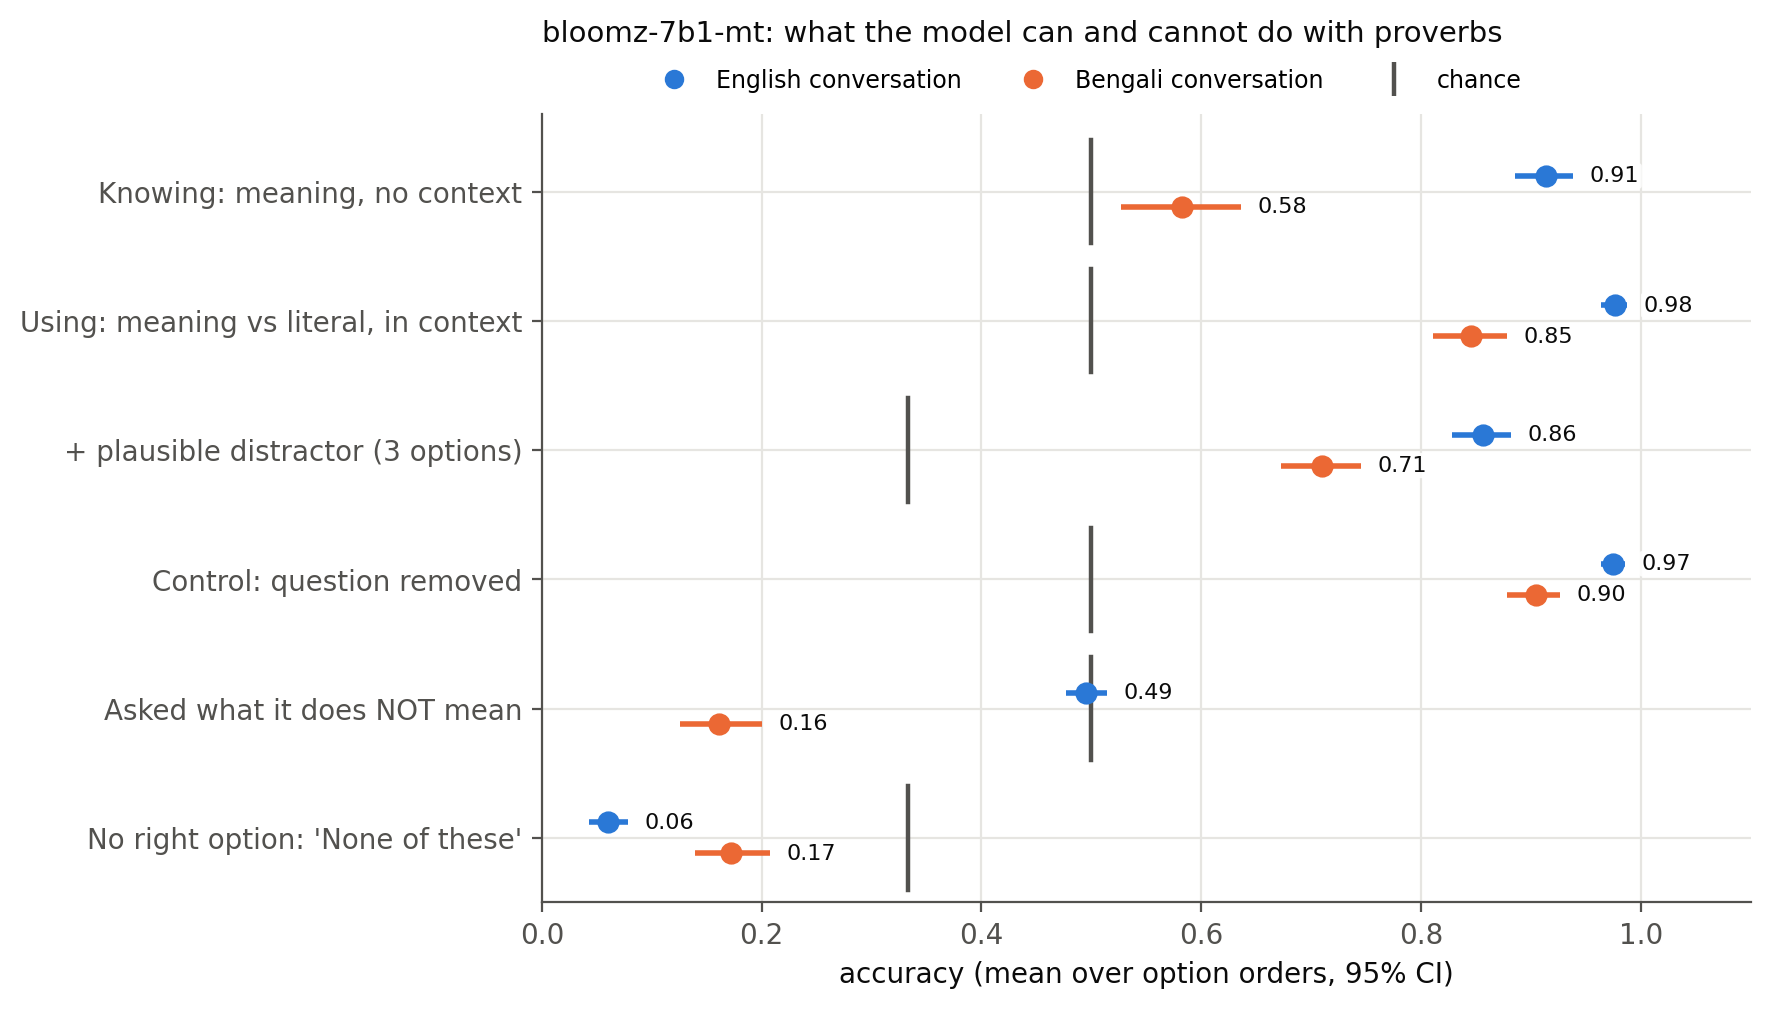 bloomz-7b1-mt: what the model can and cannot do with proverbs
English conversation
Bengali conversation
chance
Knowing: meaning, no context
0.91
0.58
Using: meaning vs literal, in context
0.98
0.85
+ plausible distractor (3 options)
0.86
0.71
Control: question removed
0.97
0.90
Asked what it does NOT mean
0.49
0.16
No right option: 'None of these'
0.06
0.17
0.0 0.2 0.4 0.6 0.8 1.0
accuracy (mean over option orders, 95% CI)